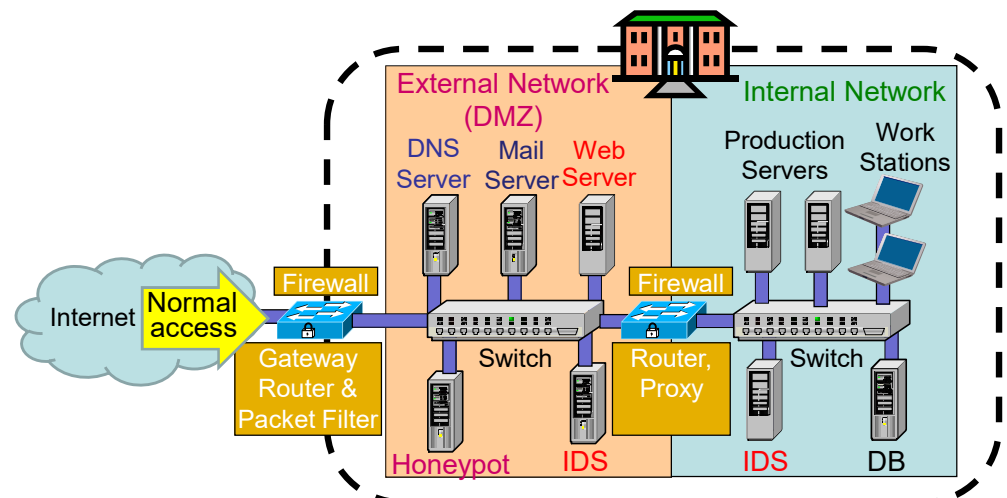 External Network
(DMZ)
Internal Network
DNS
Server
Mail
Server
Web
Server
Production
Servers
Work
Stations
Internet
Normal
access
Firewall
Gateway
Router &
Packet Filter
Switch
Honeypot
IDS
Firewall
Router,
Proxy
Switch
IDS
DB